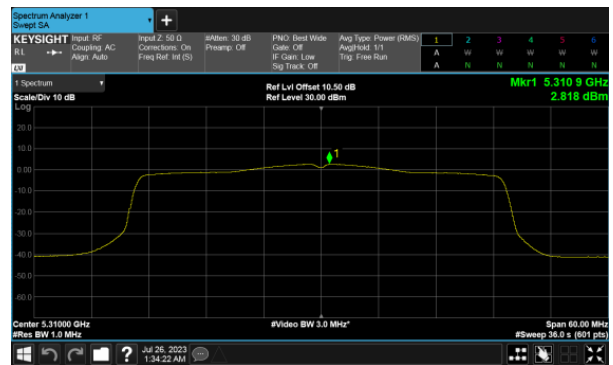 Spectrum Analyzer 1
Swept SA
KEYSIGHT Input: RF Input Z: 50 Ω #Atten: 30 dB PNO: Best Wide Avg Type: Power (RMS) 1 2 3 4 5 6
RL Coupling: AC Corrections: On Preamp: Off Gate: Off Avg|Hold: 1/1 A W W W W W
Align: Auto Freq Ref: Int (S) IF Gain: Low Trig: Free Run
LXI Sig Track: Off A N N N N N
1 Spectrum Ref Lvl Offset 10.50 dB Mkr1 5.310 9 GHz
Scale/Div 10 dB Ref Level 30.00 dBm 2.818 dBm
Log
20.0
1
10.0
0.00
-10.0
-20.0
-30.0
-40.0
-50.0
-60.0
Center 5.31000 GHz #Video BW 3.0 MHz* Span 60.00 MHz
#Res BW 1.0 MHz #Sweep 36.0 s (601 pts)
? Jul 26, 2023
1:34:22 AM